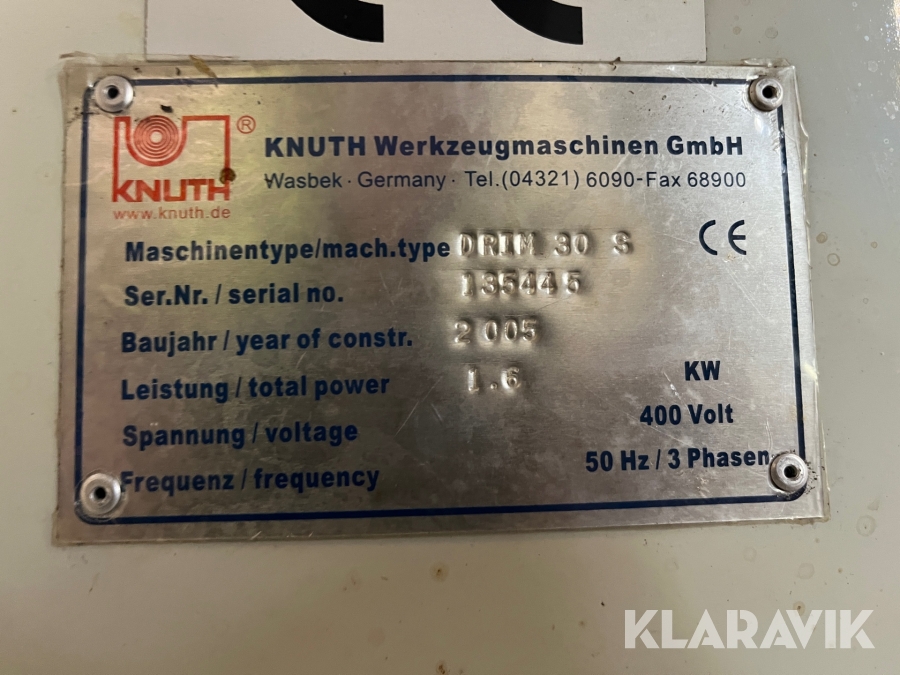 KNUTH
®
www.knuth.de
KNUTH Werkzeugmaschinen GmbH
Wasbek · Germany · Tel.(04321) 6090-Fax 68900
Maschinentype/mach.type DRIM 30 S
CE
Ser.Nr. / serial no. 135445
Baujahr / year of constr. 2005
Leistung / total power 1.6 KW
Spannung / voltage 400 Volt
Frequenz / frequency 50 Hz / 3 Phasen
KLARAVIK